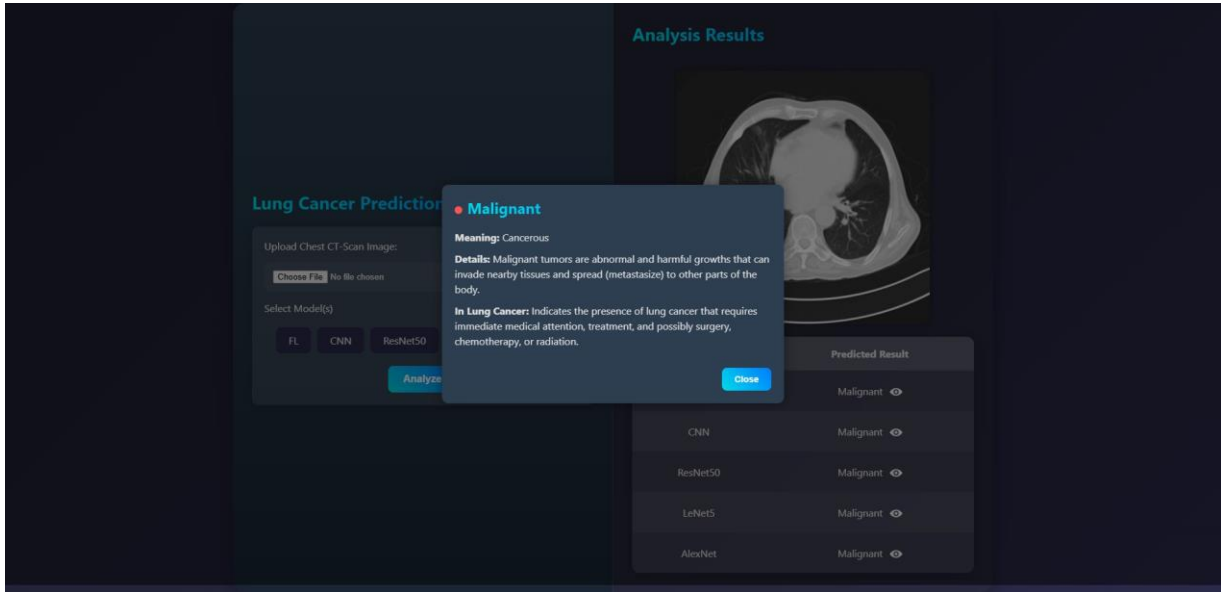 Analysis Results
Lung Cancer Prediction
Upload Chest CT-Scan Image:
Choose File No file chosen
Select Model(s)
FL CNN ResNet50
Analyze
Malignant
Meaning: Cancerous
Details: Malignant tumors are abnormal and harmful growths that can
invade nearby tissues and spread (metastasize) to other parts of the
body.
In Lung Cancer: Indicates the presence of lung cancer that requires
immediate medical attention, treatment, and possibly surgery,
chemotherapy, or radiation.
Close
Predicted Result
Malignant
CNN Malignant
ResNet50 Malignant
LeNet5 Malignant
AlexNet Malignant